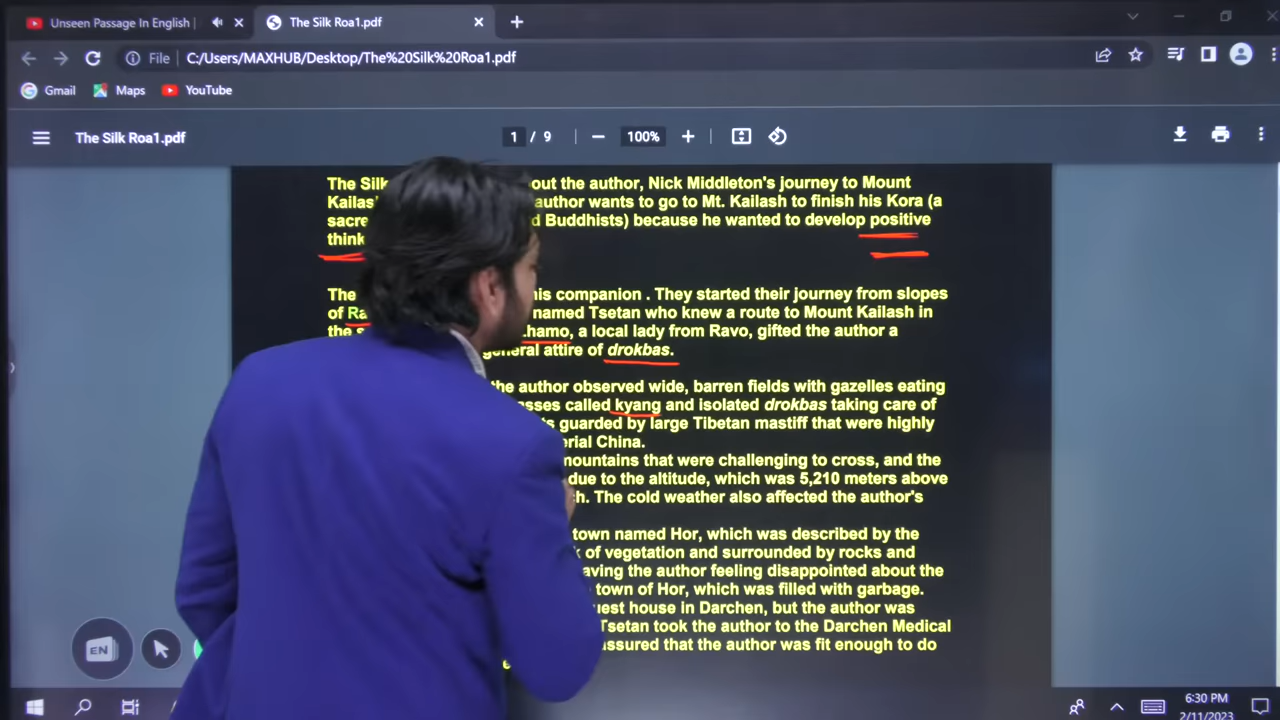 Unseen Passage In English
The Silk Roa1.pdf
File
C:/Users/MAXHUB/Desktop/The%20Silk%20Roa1.pdf
Gmail
Maps
YouTube
The Silk Roa1.pdf
1 / 9
100%
The Silk out the author, Nick Middleton's journey to Mount
Kailas author wants to go to Mt. Kailash to finish his Kora (a
sacre d Buddhists) because he wanted to develop positive
think
The his companion . They started their journey from slopes
of Ra named Tsetan who knew a route to Mount Kailash in
the s hamo, a local lady from Ravo, gifted the author a
general attire of drokbas.
the author observed wide, barren fields with gazelles eating
asses called kyang and isolated drokbas taking care of
guarded by large Tibetan mastiff that were highly
erial China.
mountains that were challenging to cross, and the
due to the altitude, which was 5,210 meters above
h. The cold weather also affected the author's
town named Hor, which was described by the
k of vegetation and surrounded by rocks and
aving the author feeling disappointed about the
town of Hor, which was filled with garbage.
uest house in Darchen, but the author was
Tsetan took the author to the Darchen Medical
assured that the author was fit enough to do
EN
6:30 PM
2/11/2023